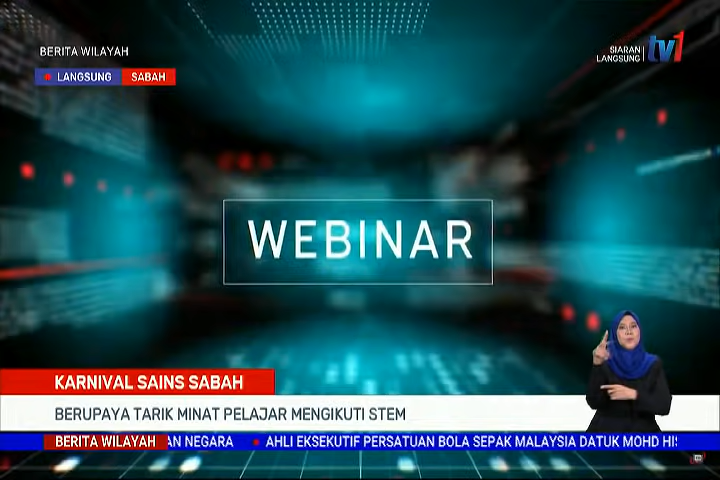 BERITA WILAYAH
LANGSUNG SABAH
SIARAN
LANGSUNG
tv1
WEBINAR
KARNIVAL SAINS SABAH
BERUPAYA TARIK MINAT PELAJAR MENGIKUTI STEM
BERITA WILAYAH AN NEGARA • AHLI EKSEKUTIF PERSATUAN BOLA SEPAK MALAYSIA DATUK MOHD HIS